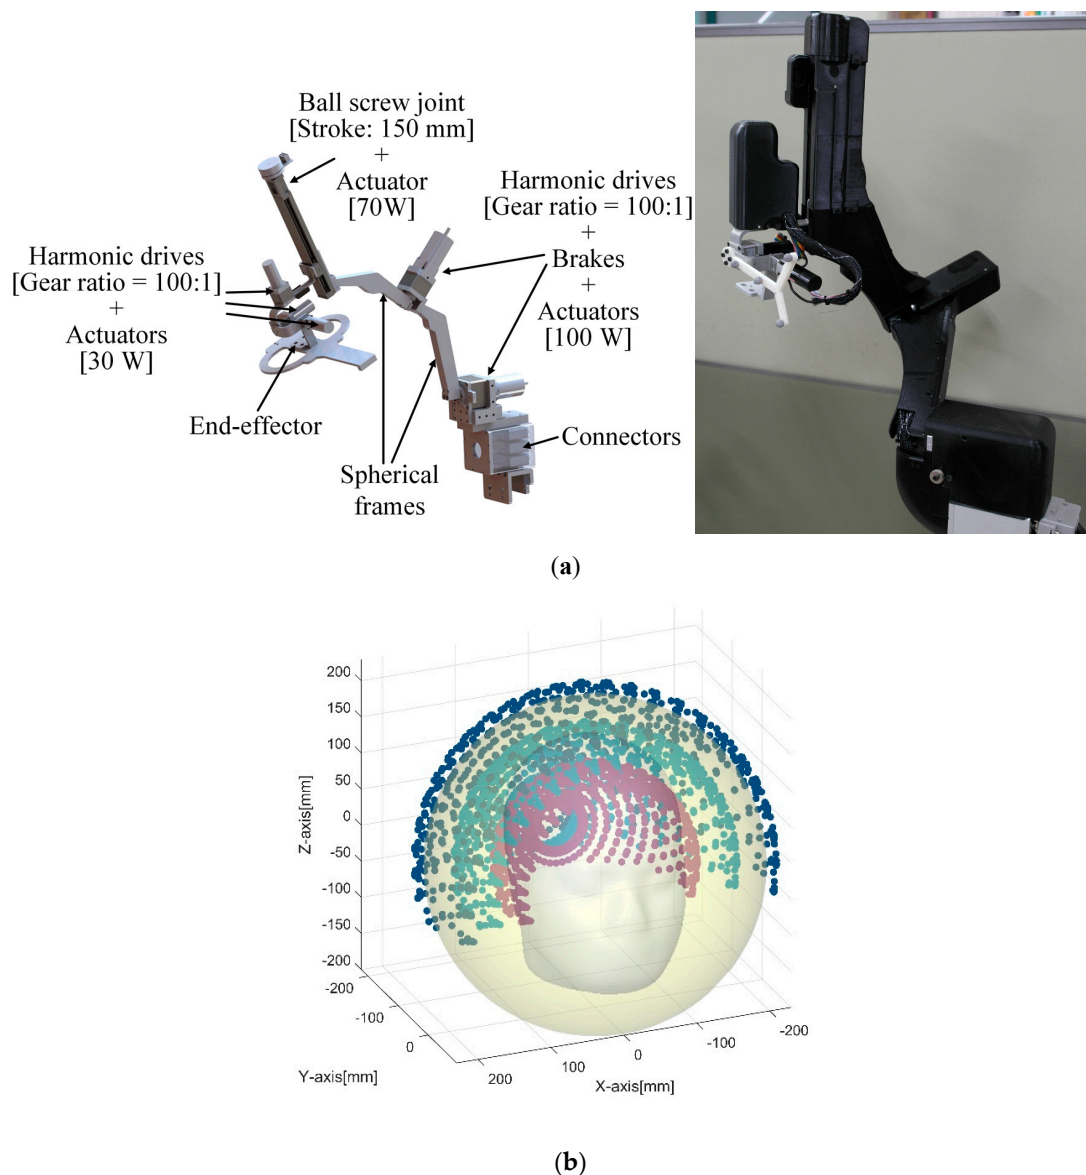 Ball screw joint
[Stroke: 150 mm]
+
Actuator
[70W]
Harmonic drives
[Gear ratio = 100:1]
+
Brakes
+
Actuators
[100 W]
Harmonic drives
[Gear ratio = 100:1]
+
Actuators
[30 W]
End-effector
Connectors
Spherical
frames
(a)
200
150
100
50
0
-50
-100
-150
-200
Z-axis[mm]
-200
-100
0
Y-axis[mm]
200
100
0
-100
-200
X-axis[mm]
(b)